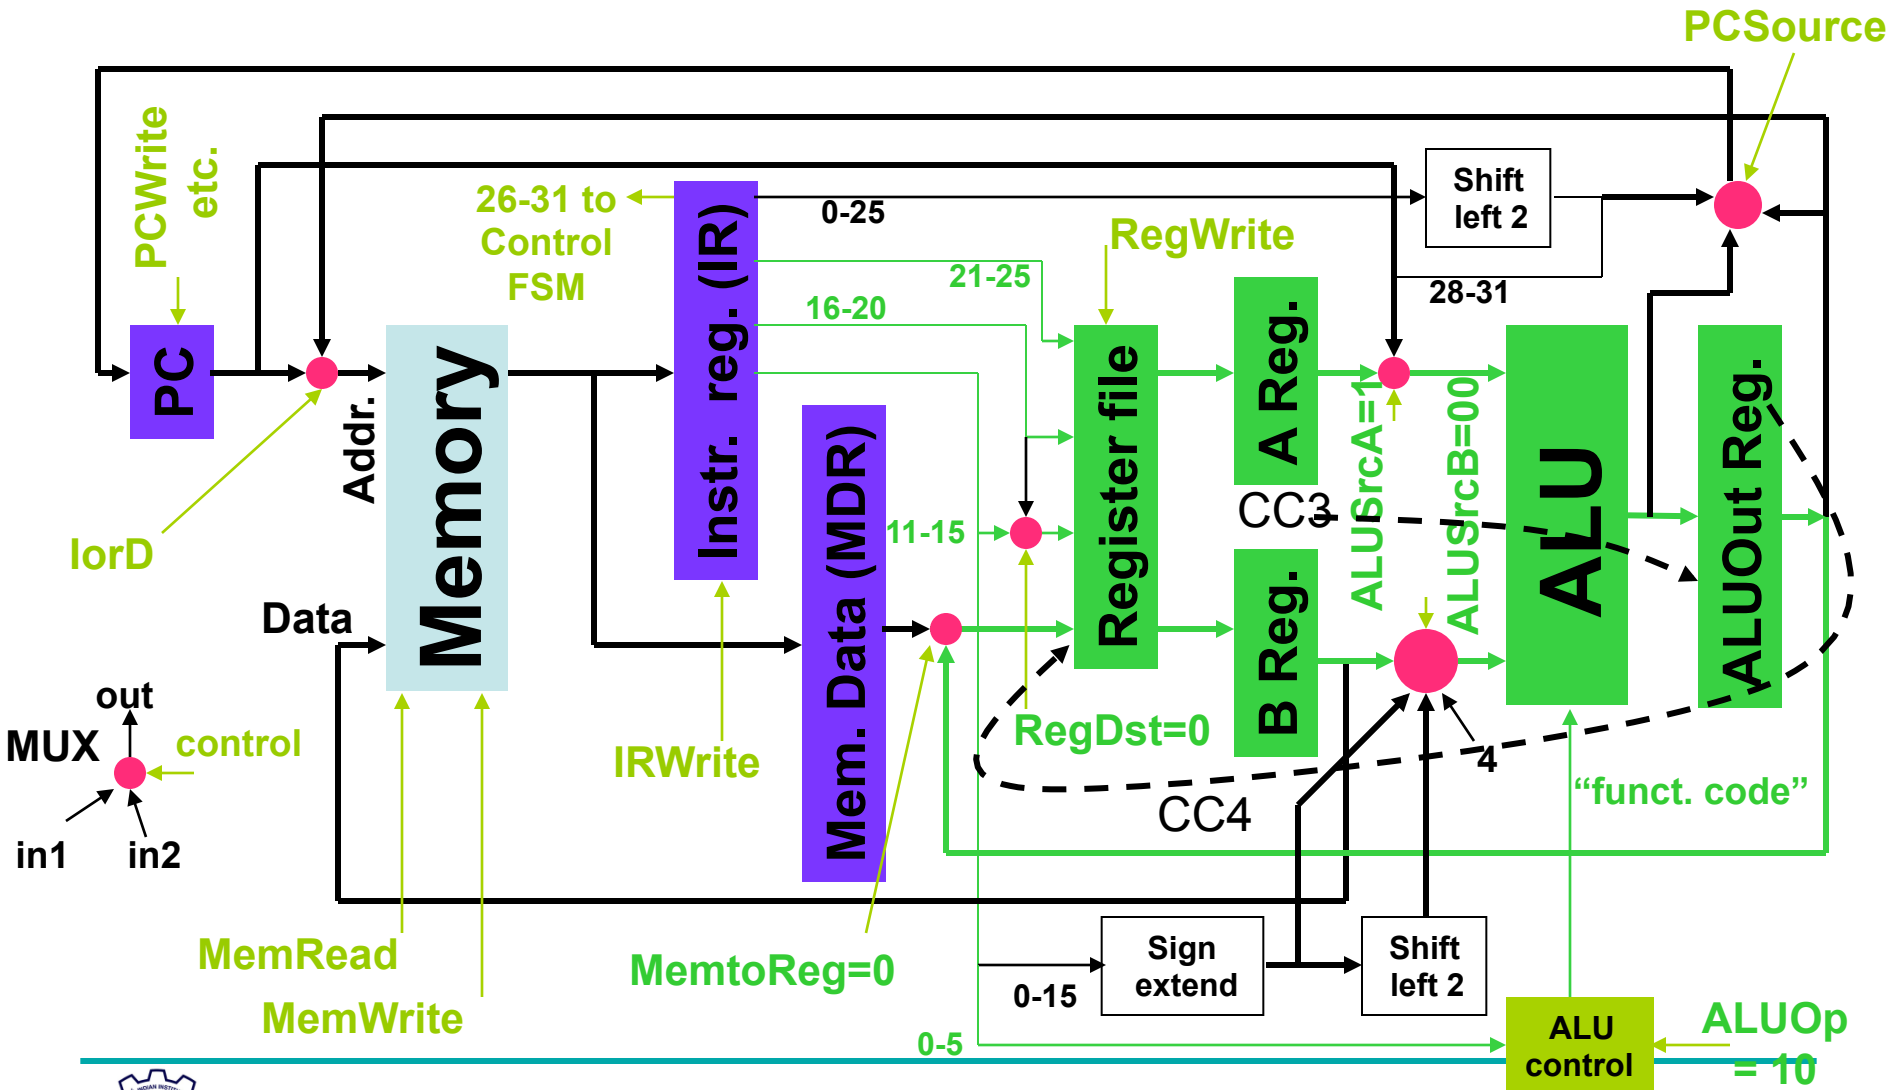 PCSource
PCWrite
etc.
26-31 to
Control
FSM
0-25
Shift
left 2
RegWrite
21-25
28-31
16-20
PC
Addr.
Memory
Instr. reg. (IR)
Mem. Data (MDR)
Register file
A Reg.
B Reg.
ALUSrcA=1
ALUSrcB=00
ALU
ALUOut Reg.
CC3
11-15
IorD
Data
out
MUX
control
in1
in2
IRWrite
RegDst=0
4
CC4
"funct. code"
MemRead
MemWrite
MemtoReg=0
0-15
Sign
extend
Shift
left 2
0-5
ALU
control
ALUOp
= 10
INDIAN INSTIT